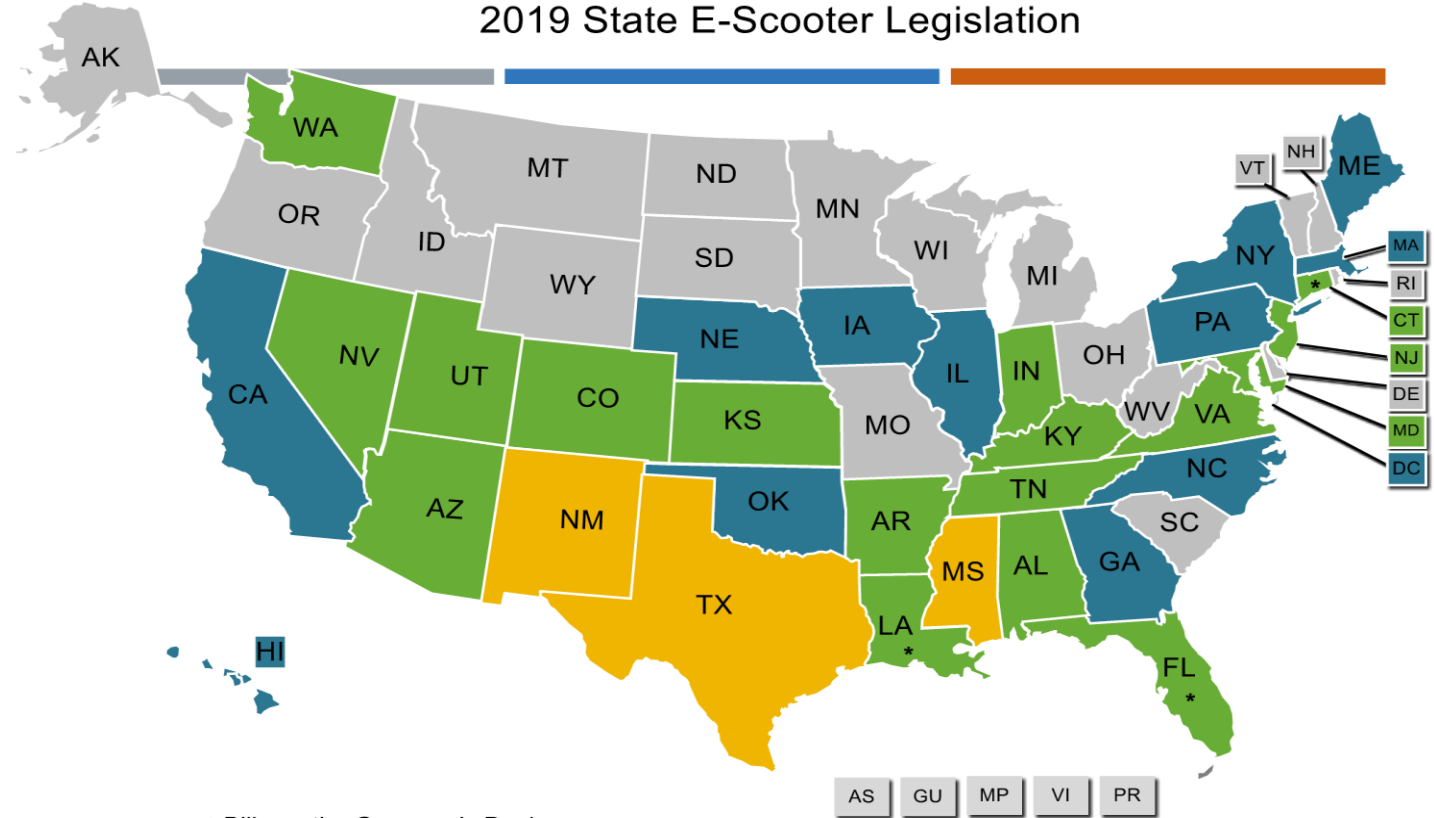 2019 State E-Scooter Legislation
AK
WA
MT
ND
MN
VT
NH
ME
OR
ID
WY
SD
WI
MI
NY
MA
RI
CT
*
NJ
DE
MD
DC
NE
IA
PA
NV
UT
CO
KS
MO
IL
IN
OH
WV
VA
CA
KY
NC
TN
AZ
NM
OK
AR
SC
MS
AL
GA
TX
LA
*
FL
*
HI
AS
GU
MP
VI
PR